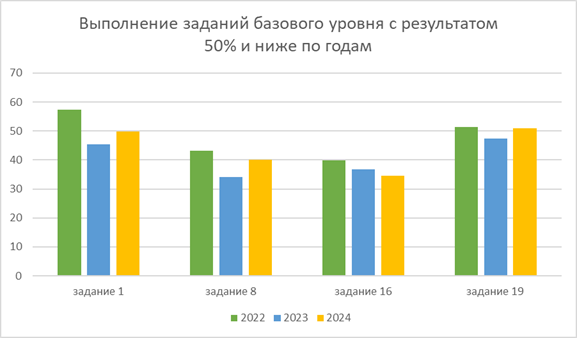 Выполнение заданий базового уровня с результатом
50% и ниже по годам
70
60
50
40
30
20
10
0
задание 1 задание 8 задание 16 задание 19
2022 2023 2024